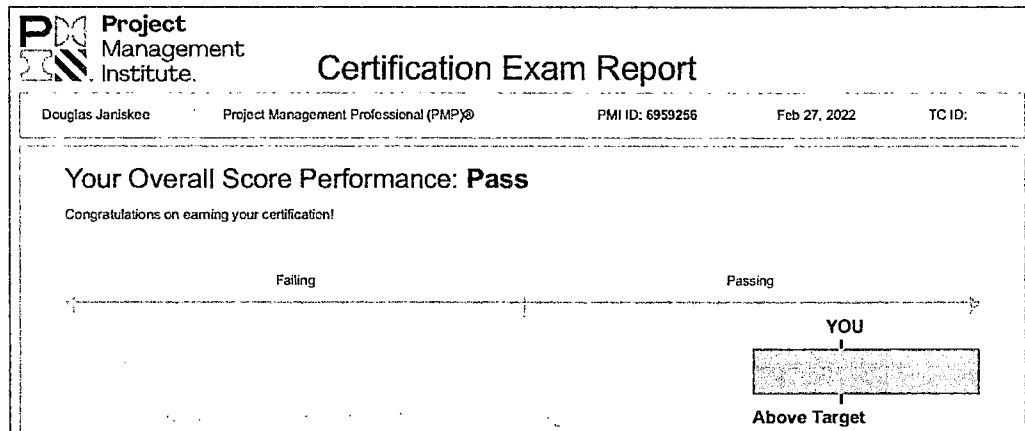 Project
Management
Institute.
Certification Exam Report
Douglas Janiskee Project Management Professional (PMP)® PMI ID: 6959256 Feb 27, 2022 TC ID:
Your Overall Score Performance: Pass
Congratulations on earning your certification!
Failing Passing
YOU
Above Target